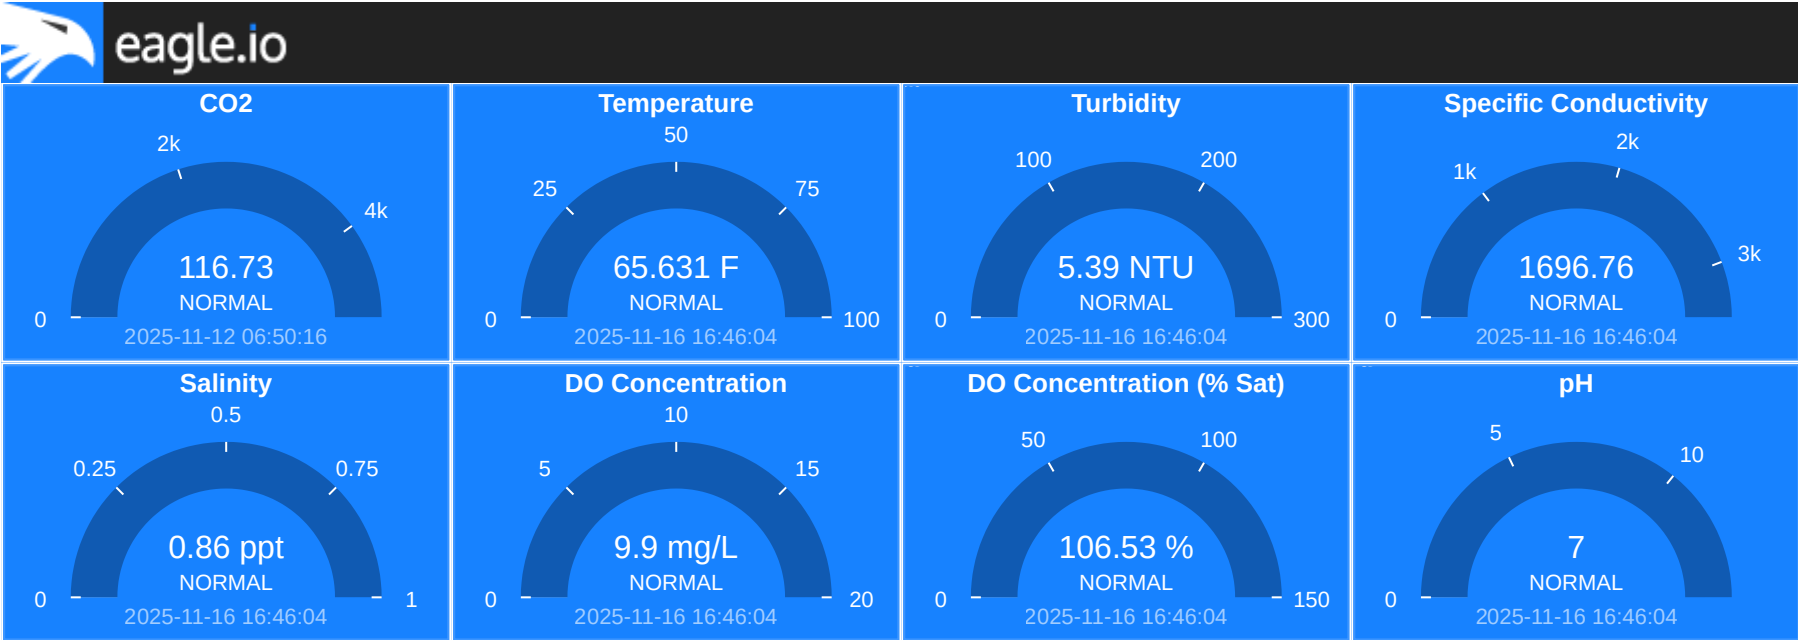 eagle.io
CO2
2k
4k
0
116.73
NORMAL
2025-11-12 06:50:16
Temperature
50
25
75
0
100
65.631 F
NORMAL
2025-11-16 16:46:04
Turbidity
100
200
0
300
5.39 NTU
NORMAL
2025-11-16 16:46:04
Specific Conductivity
2k
1k
3k
0
1696.76
NORMAL
2025-11-16 16:46:04
Salinity
0.5
0.25
0.75
0
1
0.86 ppt
NORMAL
2025-11-16 16:46:04
DO Concentration
10
5
15
0
20
9.9 mg/L
NORMAL
2025-11-16 16:46:04
DO Concentration (% Sat)
50
100
0
150
106.53 %
NORMAL
2025-11-16 16:46:04
pH
5
10
0
7
NORMAL
2025-11-16 16:46:04